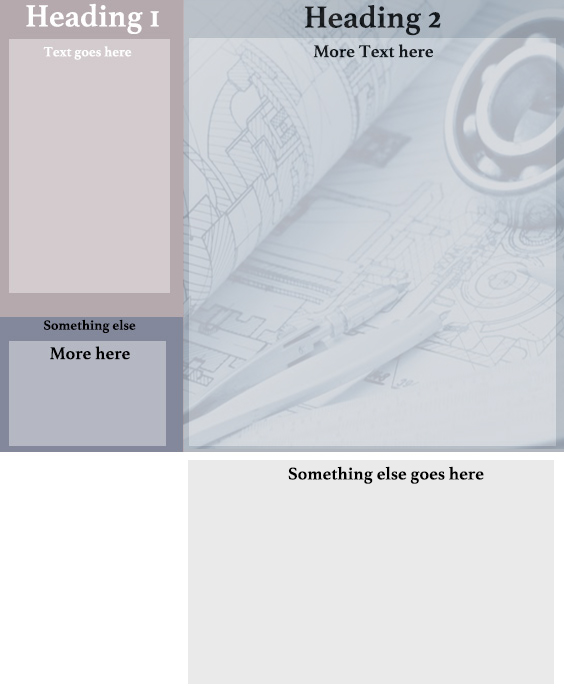 Heading 1
Text goes here
Something else
More here
Heading 2
More Text here
Something else goes here